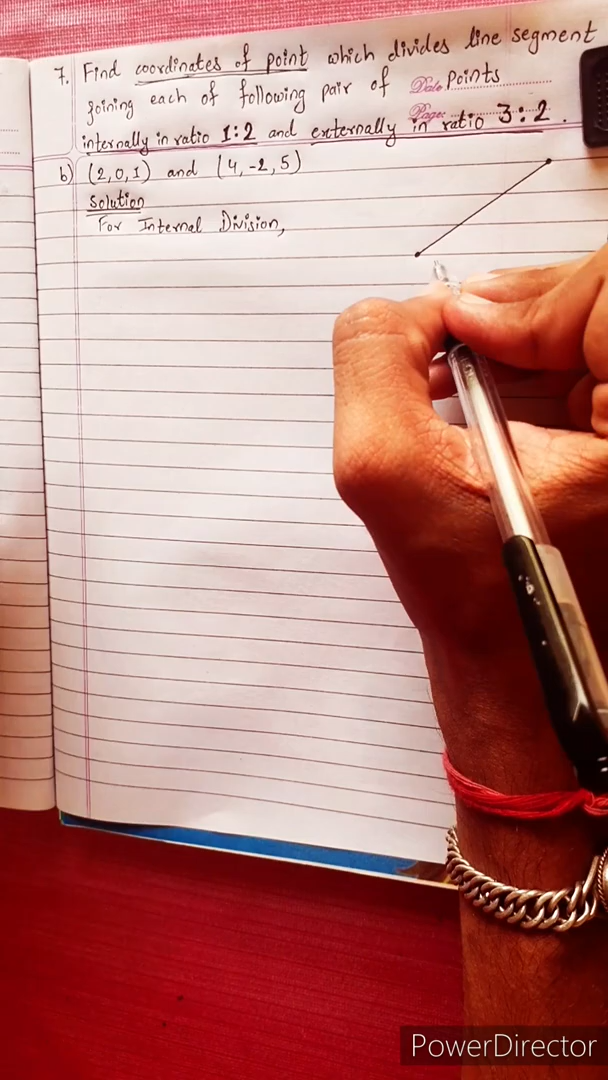 7. Find coordinates of point which divides line segment
joining each of following pair of points
Date
Page:
internally in ratio 1:2 and externally in ratio 3:2.
b) (2,0,1) and (4,-2,5)
Solution
For Internal Division,
PowerDirector